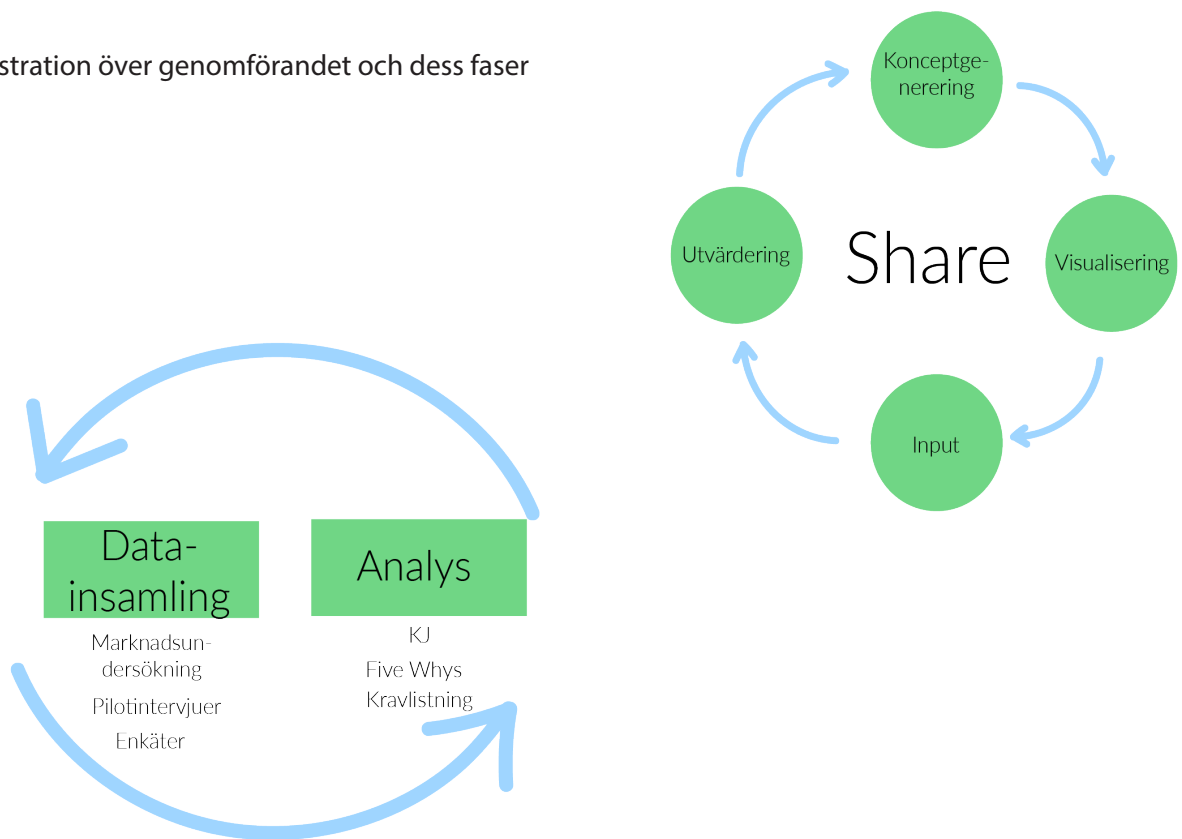 stration över genomförandet och dess faser
Konceptge-
nerering
Utvärdering
Share
Visualisering
Input
Data-
insamling
Marknadsun-
dersökning
Pilotintervjuer
Enkäter
Analys
KJ
Five Whys
Kravlistning